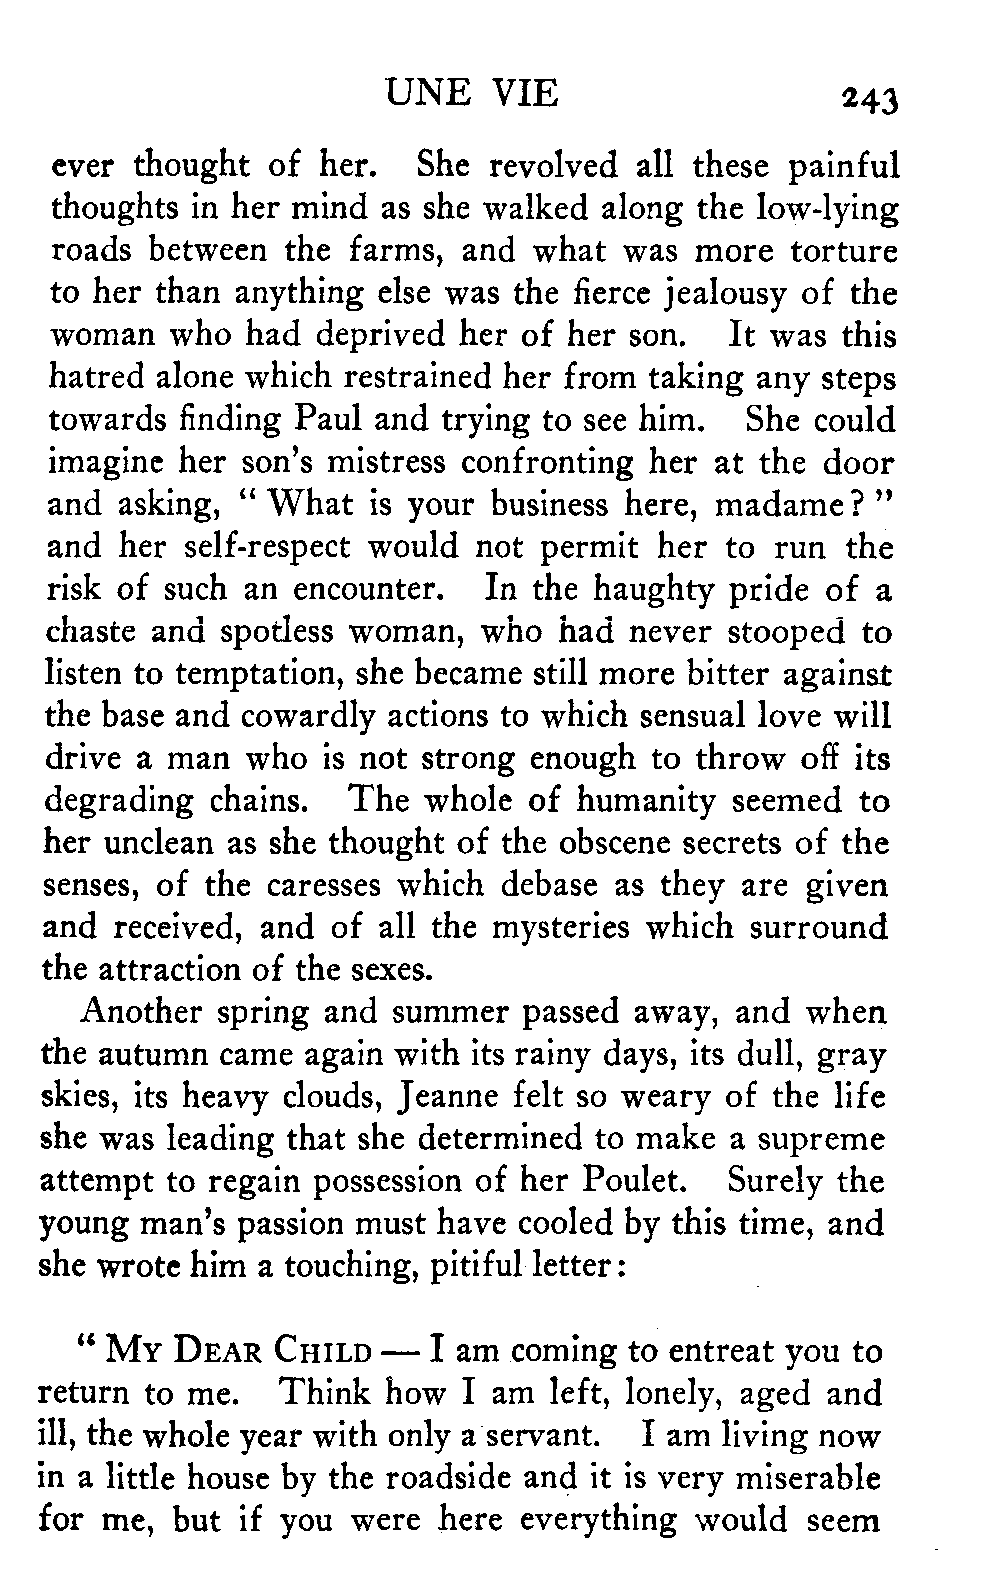 UNE VIE 243
ever thought of her. She revolved all these painful
thoughts in her mind as she walked along the low-lying
roads between the farms, and what was more torture
to her than anything else was the fierce jealousy of the
woman who had deprived her of her son. It was this
hatred alone which restrained her from taking any steps
towards finding Paul and trying to see him. She could
imagine her son's mistress confronting her at the door
and asking, " What is your business here, madame? "
and her self-respect would not permit her to run the
risk of such an encounter. In the haughty pride of a
chaste and spotless woman, who had never stooped to
listen to temptation, she became still more bitter against
the base and cowardly actions to which sensual love will
drive a man who is not strong enough to throw off its
degrading chains. The whole of humanity seemed to
her unclean as she thought of the obscene secrets of the
senses, of the caresses which debase as they are given
and received, and of all the mysteries which surround
the attraction of the sexes.
Another spring and summer passed away, and when
the autumn came again with its rainy days, its dull, gray
skies, its heavy clouds, Jeanne felt so weary of the life
she was leading that she determined to make a supreme
attempt to regain possession of her Poulet. Surely the
young man's passion must have cooled by this time, and
she wrote him a touching, pitiful letter:
" MY DEAR CHILD — I am coming to entreat you to
return to me. Think how I am left, lonely, aged and
ill, the whole year with only a servant. I am living now
in a little house by the roadside and it is very miserable
for me, but if you were here everything would seem